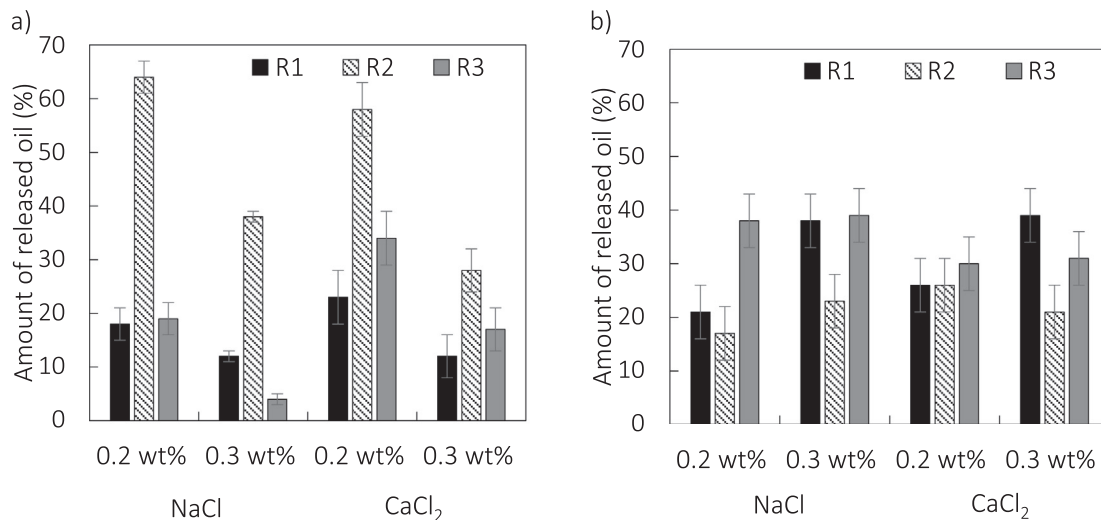 a)
Amount of released oil (%)
70
60
50
40
30
20
10
0
R1 R2 R3
0.2 wt% 0.3 wt% 0.2 wt% 0.3 wt%
NaCl CaCl₂
b)
Amount of released oil (%)
70
60
50
40
30
20
10
0
R1 R2 R3
0.2 wt% 0.3 wt% 0.2 wt% 0.3 wt%
NaCl CaCl₂